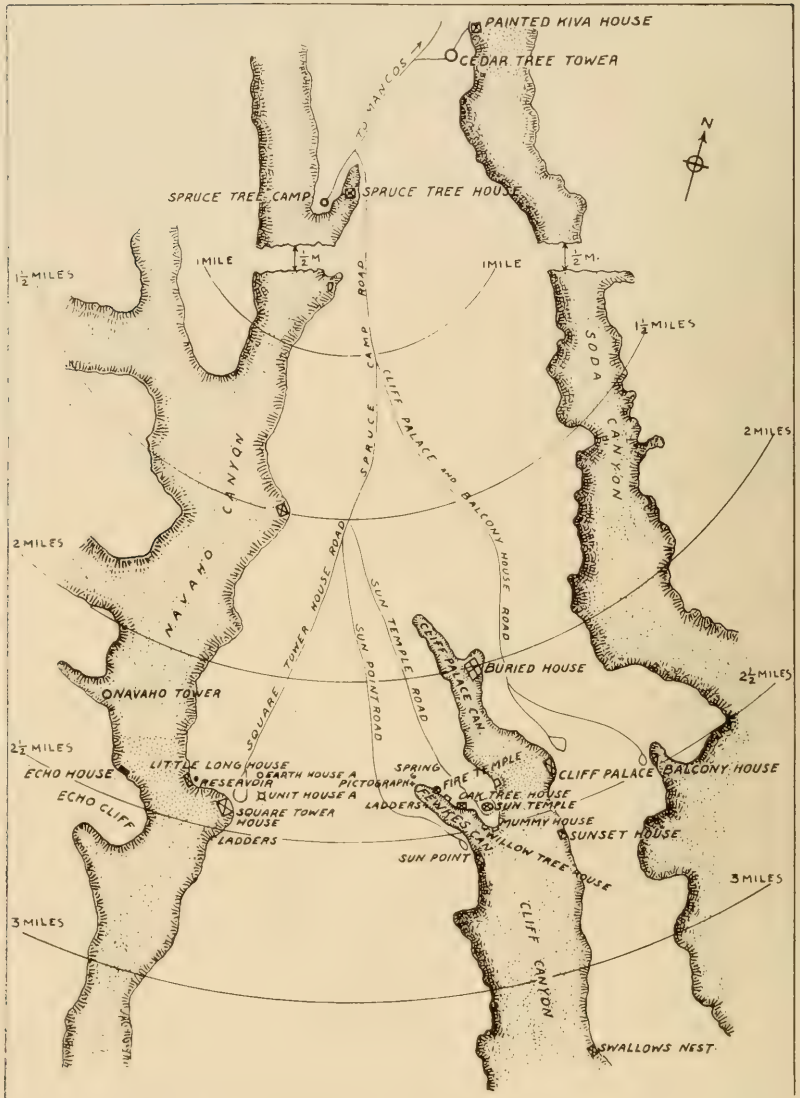 PAINTED KIVA HOUSE
CEDAR TREE TOWER
TO MANCOS
N
SPRUCE TREE CAMP
SPRUCE TREE HOUSE
1/2 M
1/2 M.
1 MILE
1 MILE
1 1/2 MILES
1 1/2 MILES
SPRUCE CAMP ROAD
SODA CANYON
CLIFF PALACE AND BALCONY HOUSE ROAD
2 MILES
2 MILES
NAVAHO CANYON
SQUARE TOWER HOUSE ROAD
SUN POINT ROAD
SUN TEMPLE ROAD
CLIFF PALACE CAN.
BURIED HOUSE
NAVAHO TOWER
2 1/2 MILES
2 1/2 MILES
ECHO HOUSE
ECHO CLIFF
LITTLE LONG HOUSE
RESERVOIR
EARTH HOUSE A
UNIT HOUSE A
SQUARE TOWER
HOUSE
LADDERS
SPRING
PICTOGRAPHS
FIRE TEMPLE
LADDERS
OAK TREE HOUSE
SUN TEMPLE
MUMMY HOUSE
FEWKES CAN.
WILLOW TREE HOUSE
SUN POINT
CLIFF PALACE
BALCONY HOUSE
SUNSET HOUSE
3 MILES
3 MILES
CLIFF CANYON
SWALLOWS NEST